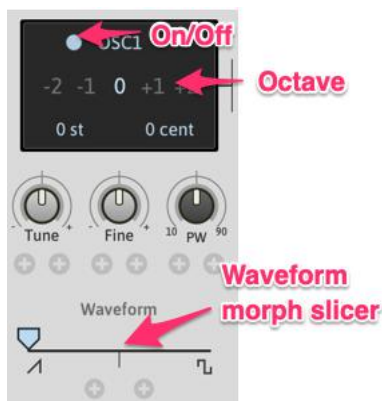 OSC1
On/Off
-2 -1 0 +1
Octave
0 st 0 cent
- + - + 10 90
Tune Fine PW
Waveform
Waveform
morph slicer